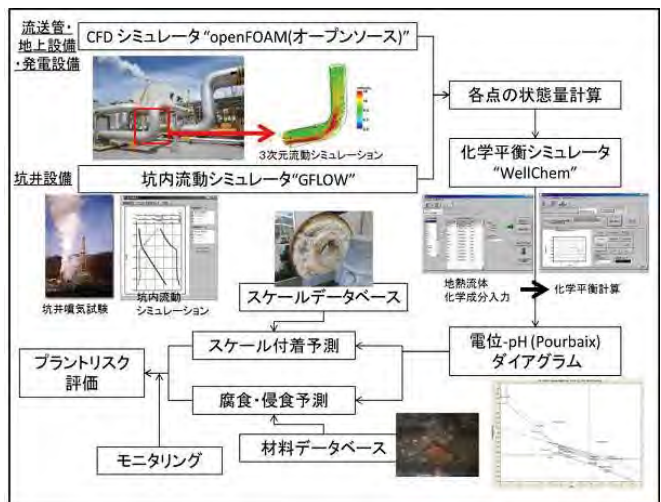 流送管・
地上設備
・発電設備
CFD シミュレータ “openFOAM(オープンソース)”
3次元流動シミュレーション
各点の状態量計算
化学平衡シミュレータ
“WellChem”
坑井設備
坑内流動シミュレータ“GFLOW”
坑井噴気試験
坑内流動
シミュレーション
地熱流体
化学成分入力
化学平衡計算
スケールデータベース
スケール付着予測
電位-pH (Pourbaix)
ダイアグラム
プラントリスク
評価
腐食・侵食予測
材料データベース
モニタリング